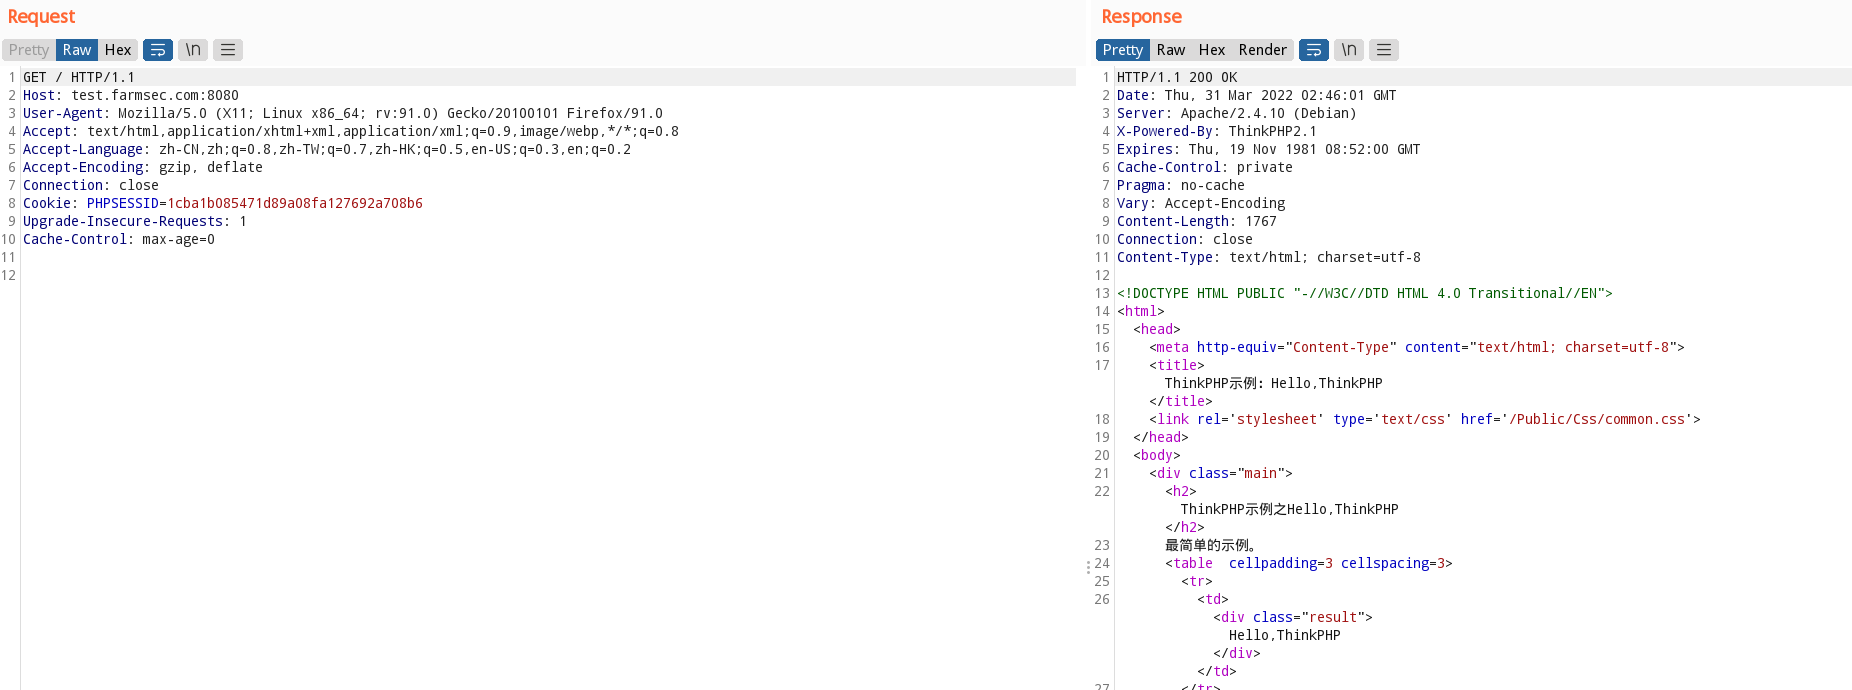 Request
Pretty Raw Hex \n
1 GET / HTTP/1.1
2 Host: test.farmsec.com:8080
3 User-Agent: Mozilla/5.0 (X11; Linux x86_64; rv:91.0) Gecko/20100101 Firefox/91.0
4 Accept: text/html,application/xhtml+xml,application/xml;q=0.9,image/webp,*/*;q=0.8
5 Accept-Language: zh-CN,zh;q=0.8,zh-TW;q=0.7,zh-HK;q=0.5,en-US;q=0.3,en;q=0.2
6 Accept-Encoding: gzip, deflate
7 Connection: close
8 Cookie: PHPSESSID=1cba1b085471d89a08fa127692a708b6
9 Upgrade-Insecure-Requests: 1
10 Cache-Control: max-age=0
11
12
Response
Pretty Raw Hex Render \n
1 HTTP/1.1 200 OK
2 Date: Thu, 31 Mar 2022 02:46:01 GMT
3 Server: Apache/2.4.10 (Debian)
4 X-Powered-By: ThinkPHP2.1
5 Expires: Thu, 19 Nov 1981 08:52:00 GMT
6 Cache-Control: private
7 Pragma: no-cache
8 Vary: Accept-Encoding
9 Content-Length: 1767
10 Connection: close
11 Content-Type: text/html; charset=utf-8
12
13 <!DOCTYPE HTML PUBLIC "-//W3C//DTD HTML 4.0 Transitional//EN">
14 <html>
15 <head>
16 <meta http-equiv="Content-Type" content="text/html; charset=utf-8">
17 <title>
ThinkPHP示例：Hello,ThinkPHP
</title>
18 <link rel='stylesheet' type='text/css' href='/Public/Css/common.css'>
19 </head>
20 <body>
21 <div class="main">
22 <h2>
ThinkPHP示例之Hello,ThinkPHP
</h2>
23 最简单的示例。
24 <table  cellpadding=3 cellspacing=3>
25 <tr>
26 <td>
<div class="result">
Hello,ThinkPHP
</div>
</td>
27 </tr>